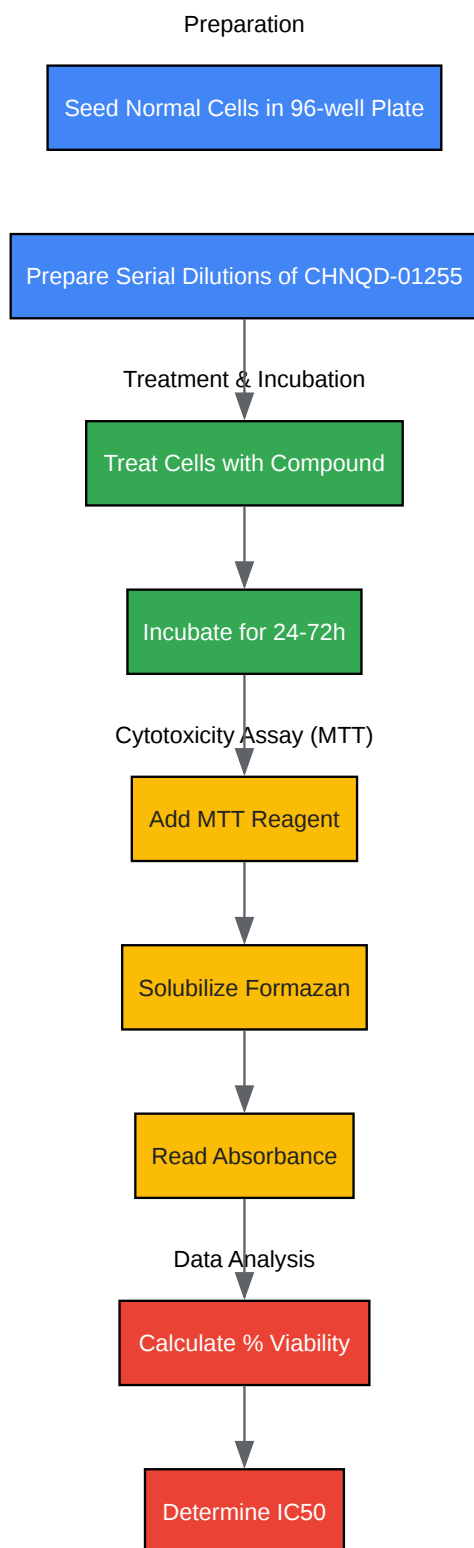 Preparation
Seed Normal Cells in 96-well Plate
Prepare Serial Dilutions of CHNQD-01255
Treatment & Incubation
Treat Cells with Compound
Incubate for 24-72h
Cytotoxicity Assay (MTT)
Add MTT Reagent
Solubilize Formazan
Read Absorbance
Data Analysis
Calculate % Viability
Determine IC50